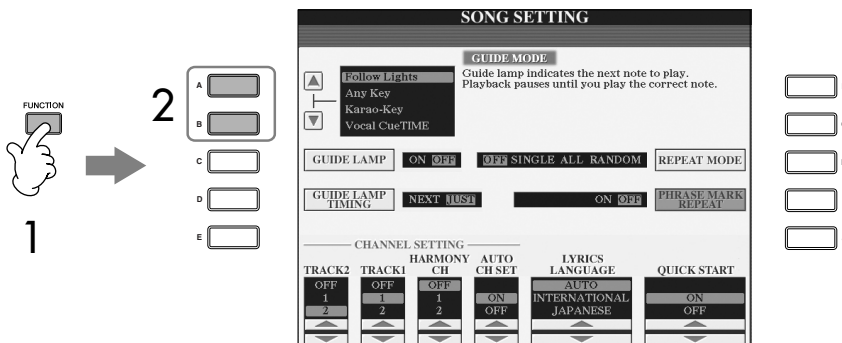 SONG SETTING
GUIDE MODE
Follow Lights
Any Key
Karao-Key
Vocal CueTIME
Guide lamp indicates the next note to play.
Playback pauses until you play the correct note.
FUNCTION
1
2
A
B
C
D
E
GUIDE LAMP ON OFF OFF SINGLE ALL RANDOM REPEAT MODE
GUIDE LAMP TIMING NEXT JUST ON OFF PHRASE MARK REPEAT
CHANNEL SETTING
TRACK2 TRACK1 HARMONY CH AUTO CH SET LYRICS LANGUAGE QUICK START
OFF OFF OFF AUTO
1 1 1 ON INTERNATIONAL ON
2 2 2 OFF JAPANESE OFF